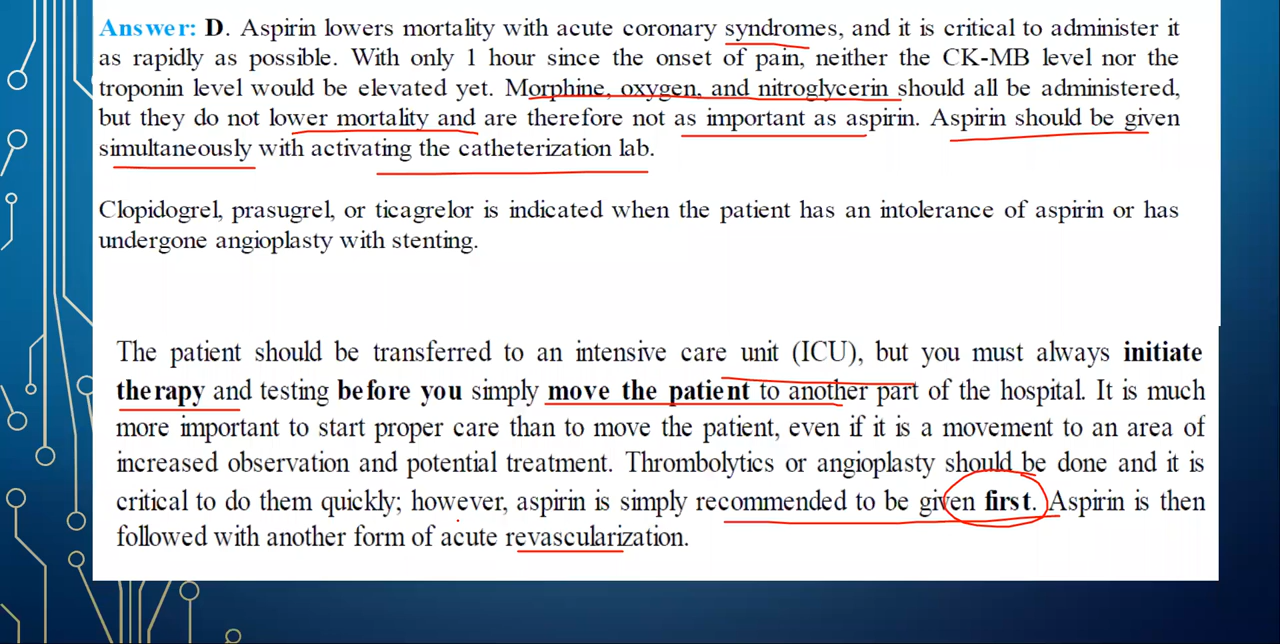 Answer: D. Aspirin lowers mortality with acute coronary syndromes, and it is critical to administer it
as rapidly as possible. With only 1 hour since the onset of pain, neither the CK-MB level nor the
troponin level would be elevated yet. Morphine, oxygen, and nitroglycerin should all be administered,
but they do not lower mortality and are therefore not as important as aspirin. Aspirin should be given
simultaneously with activating the catheterization lab.
Clopidogrel, prasugrel, or ticagrelor is indicated when the patient has an intolerance of aspirin or has
undergone angioplasty with stenting.
The patient should be transferred to an intensive care unit (ICU), but you must always initiate
therapy and testing before you simply move the patient to another part of the hospital. It is much
more important to start proper care than to move the patient, even if it is a movement to an area of
increased observation and potential treatment. Thrombolytics or angioplasty should be done and it is
critical to do them quickly; however, aspirin is simply recommended to be given first. Aspirin is then
followed with another form of acute revascularization.